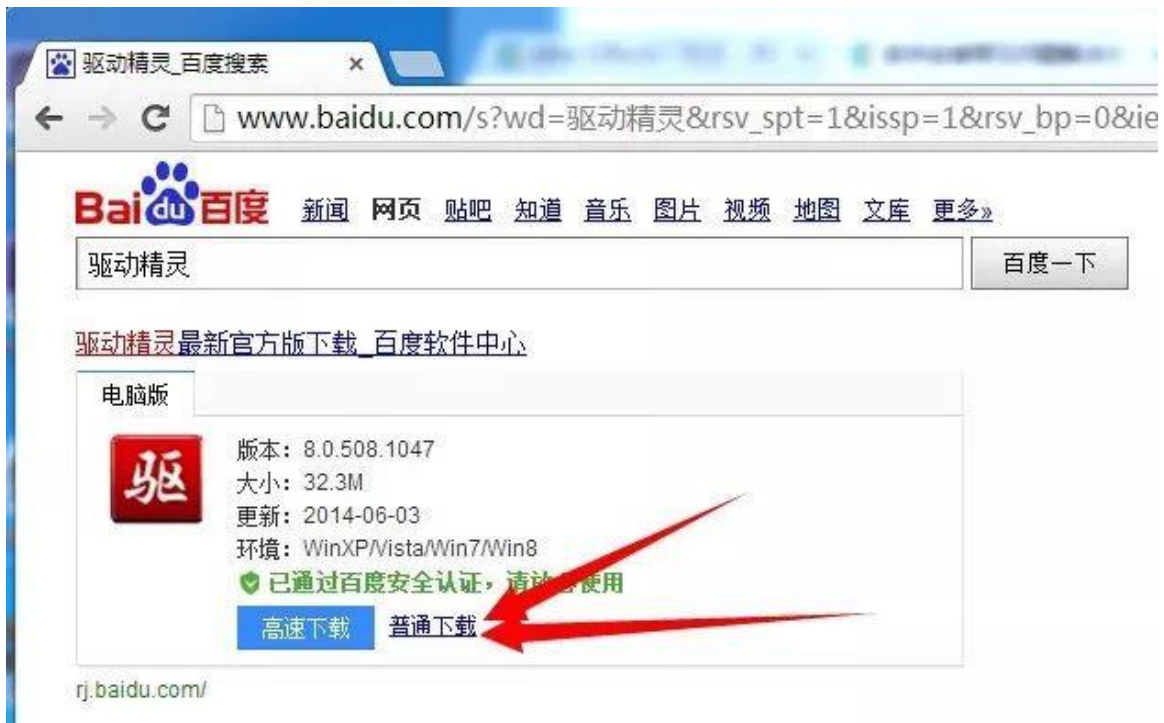 驱动精灵_百度搜索
www.baidu.com/s?wd=驱动精灵&rsv_spt=1&issp=1&rsv_bp=0&ie
Bai du 百度 新闻 网页 贴吧 知道 音乐 图片 视频 地图 文库 更多»
驱动精灵 百度一下
驱动精灵最新官方版下载_百度软件中心
电脑版
驱
版本：8.0.508.1047
大小：32.3M
更新：2014-06-03
环境：WinXP/Vista/Win7/Win8
已通过百度安全认证，请放心使用
高速下载 普通下载
rj.baidu.com/